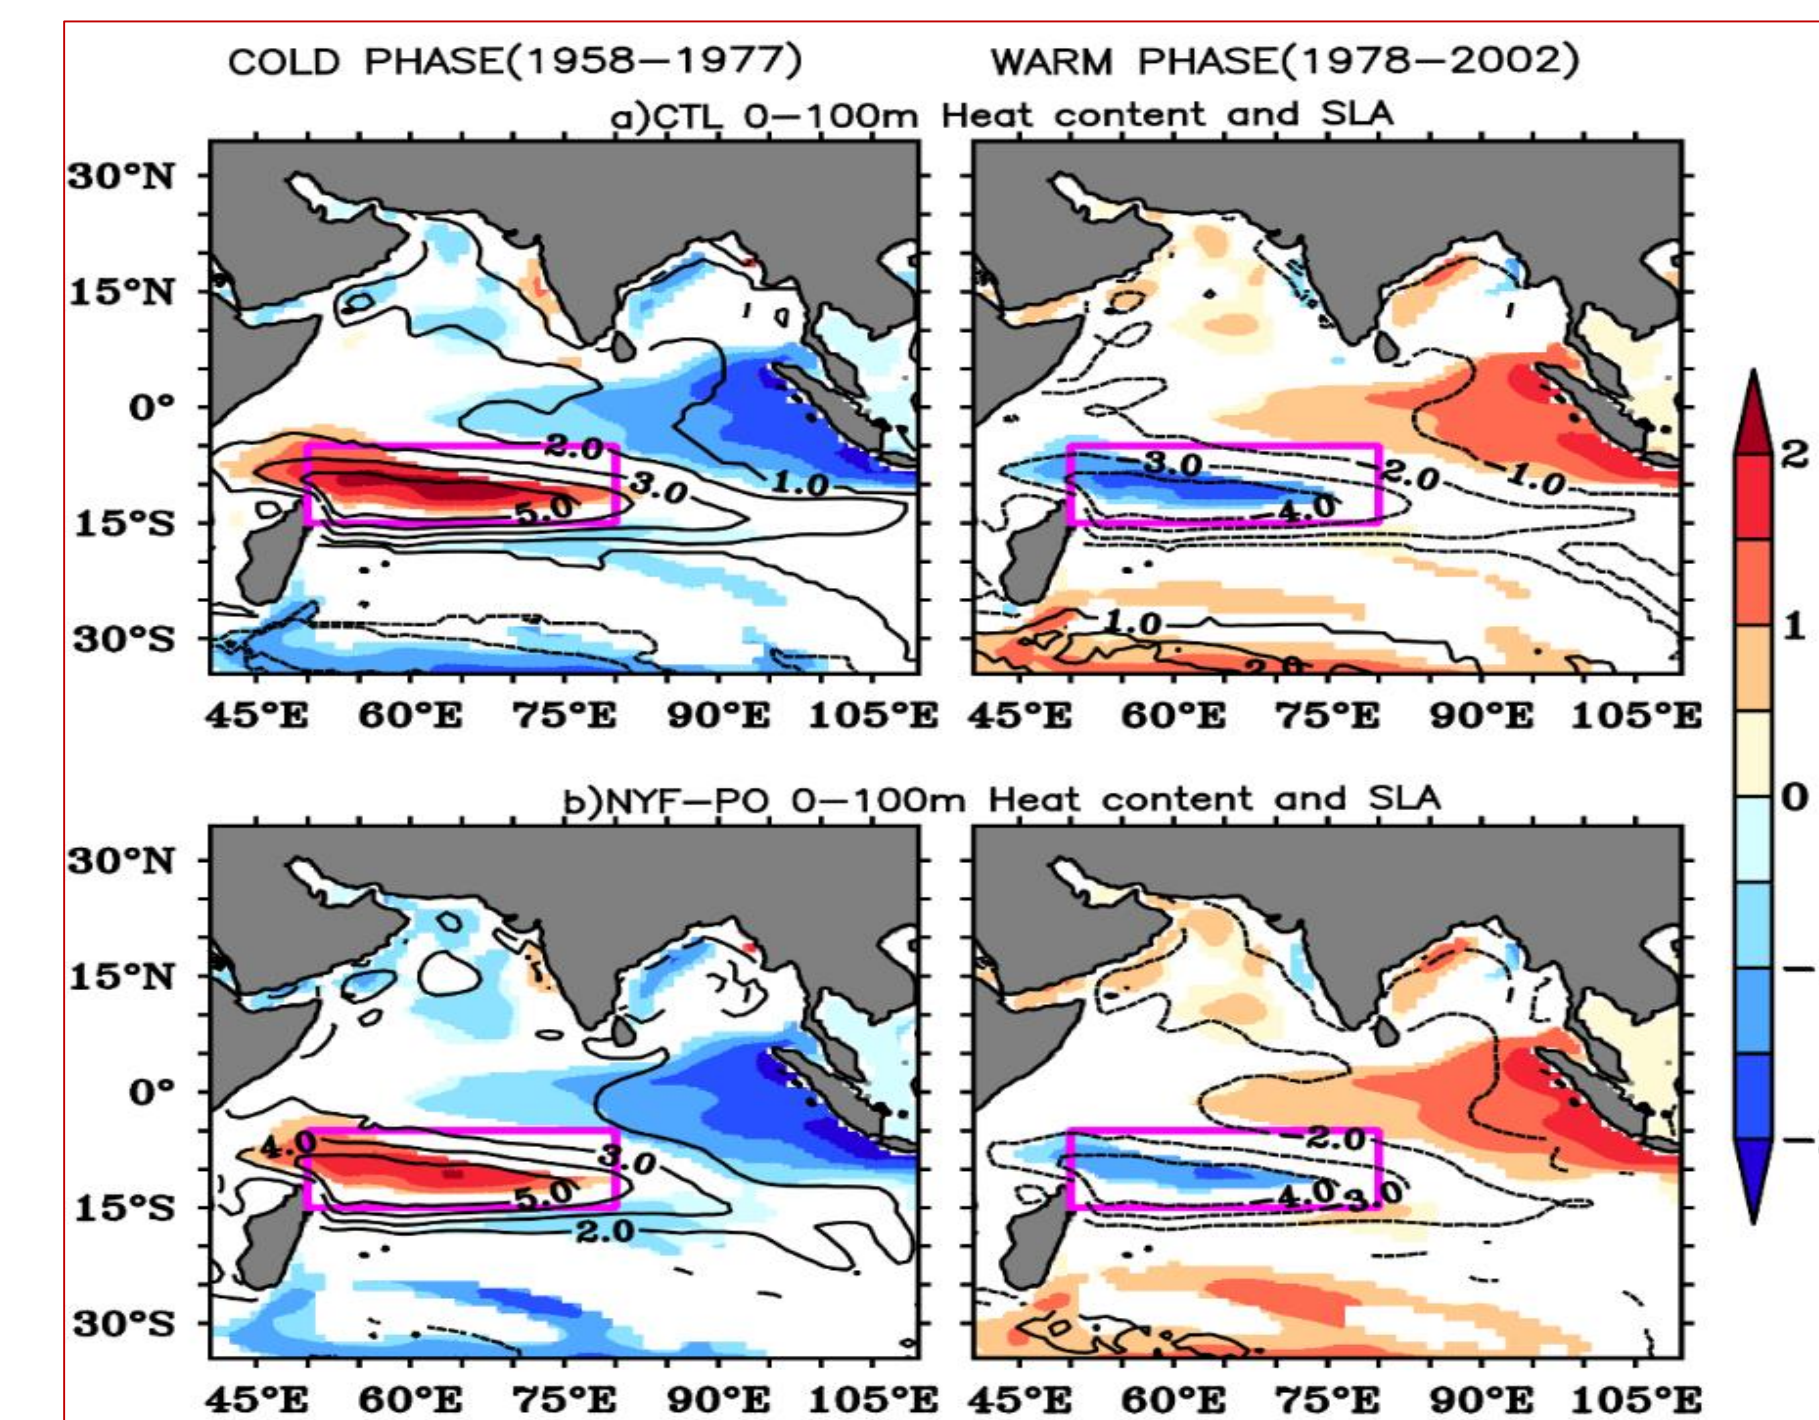 COLD PHASE(1958−1977) WARM PHASE(1978−2002)
a)CTL 0−100m Heat content and SLA
30°N
15°N
0°
15°S
30°S
2.0
3.0
1.0
5.0
−3.0
−2.0
−1.0
−4.0
1.0
2.0
45°E 60°E 75°E 90°E 105°E 45°E 60°E 75°E 90°E 105°E
b)NYF−PO 0−100m Heat content and SLA
30°N
15°N
0°
15°S
30°S
4.0
3.0
5.0
2.0
−2.0
−4.0
−3.0
45°E 60°E 75°E 90°E 105°E 45°E 60°E 75°E 90°E 105°E
2
1
0